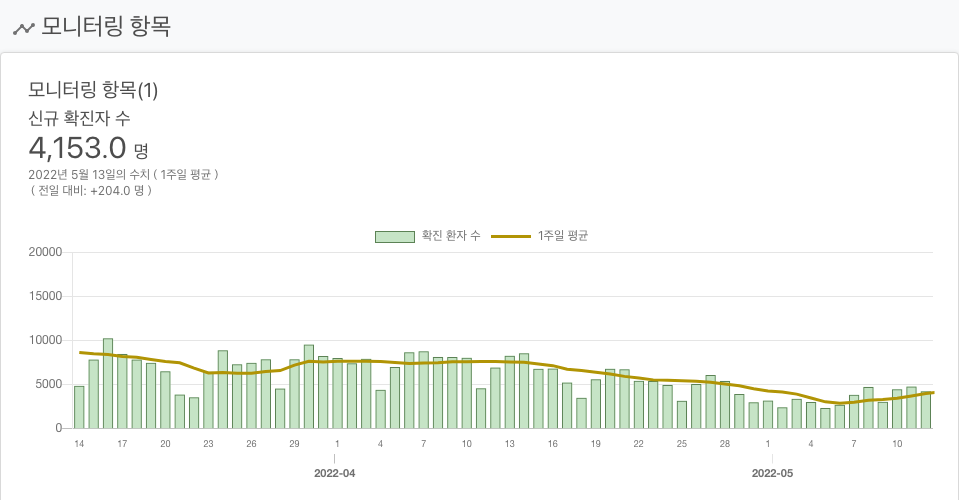 모니터링 항목
모니터링 항목(1)
신규 확진자 수
4,153.0 명
2022년 5월 13일의 수치 ( 1주일 평균 )
( 전일 대비: +204.0 명 )
확진 환자 수 1주일 평균
20000
15000
10000
5000
0
14 17 20 23 26 29 1 4 7 10 13 16 19 22 25 28 1 4 7 10
2022-04 2022-05